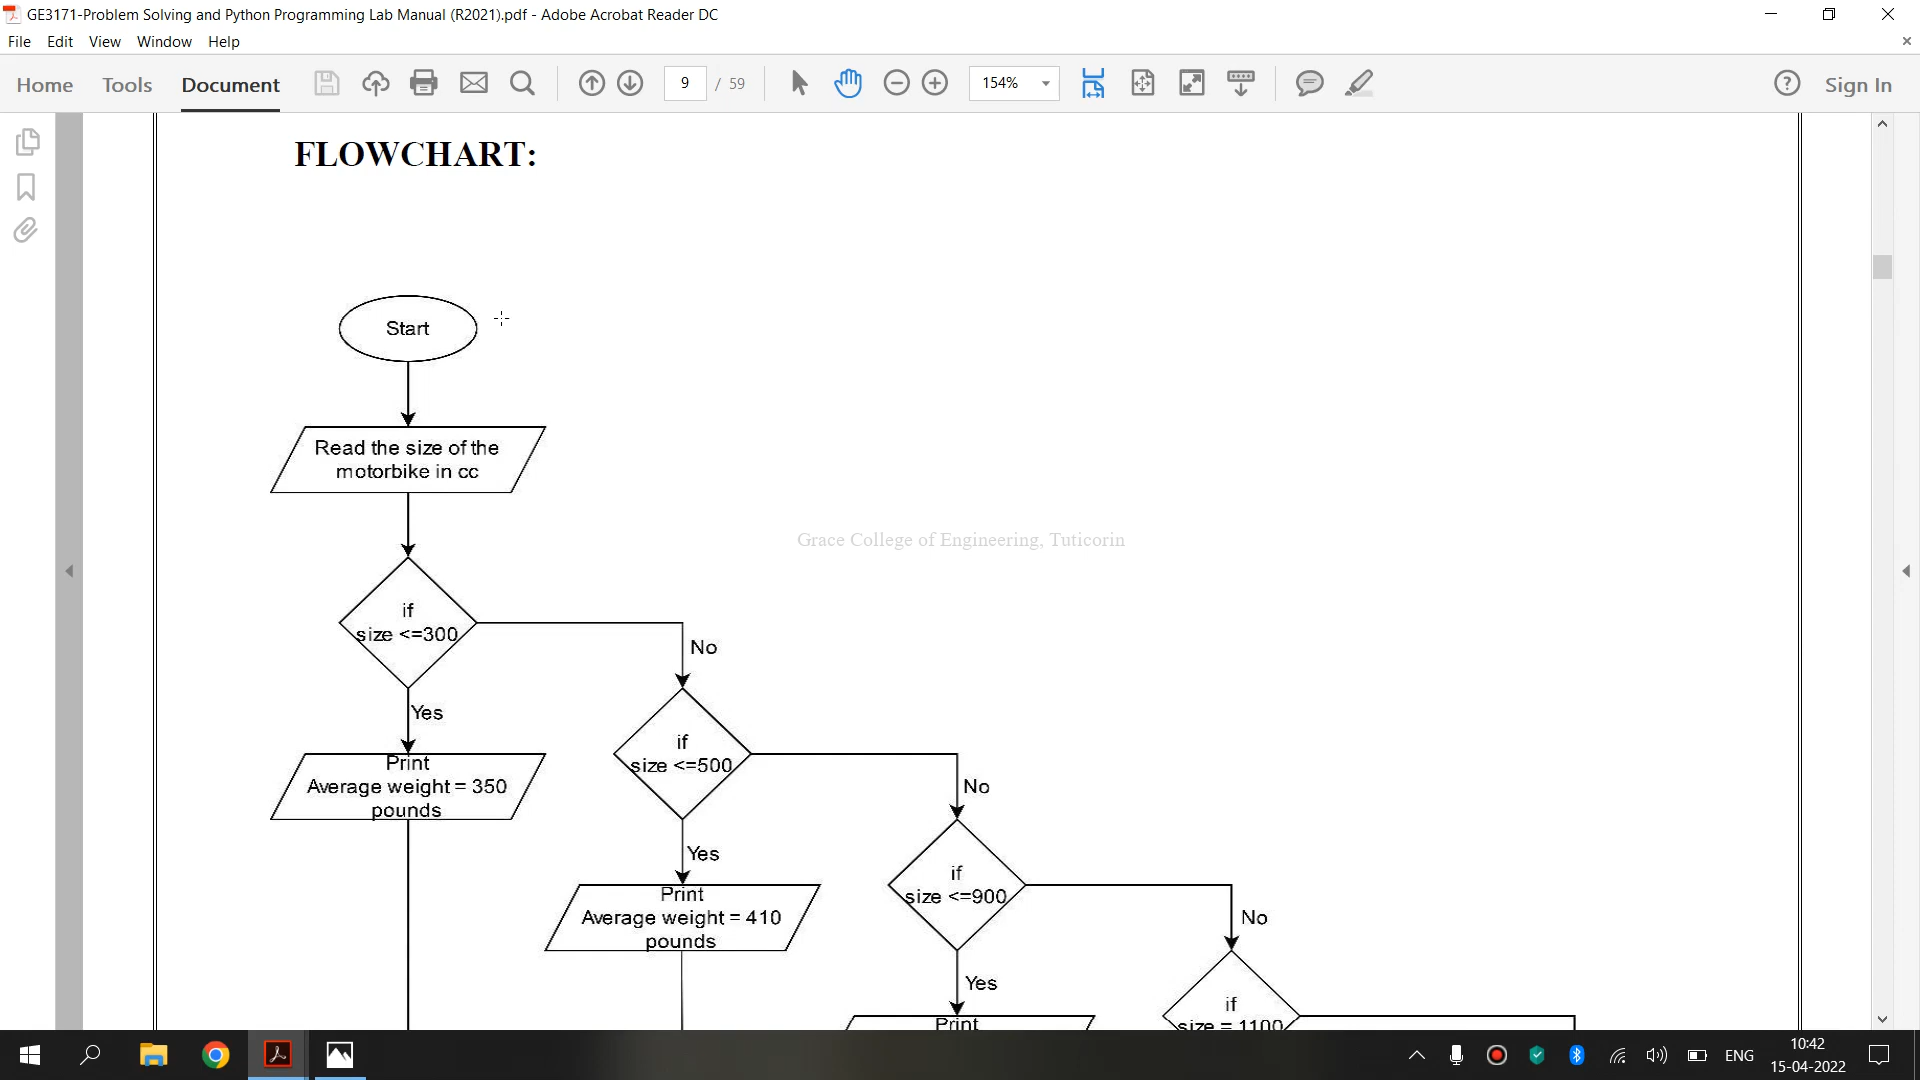 GE3171-Problem Solving and Python Programming Lab Manual (R2021).pdf - Adobe Acrobat Reader DC
File Edit View Window Help
Home Tools Document 9 / 59 154% Sign In
FLOWCHART:
Start
Read the size of the
motorbike in cc
Grace College of Engineering, Tuticorin
if
size <=300
No
Yes
if
size <=500
Print
Average weight = 350
pounds
No
Yes
if
size <=900
Print
Average weight = 410
pounds
No
Yes
if
size = 1100
Print
ENG
10:42
15-04-2022